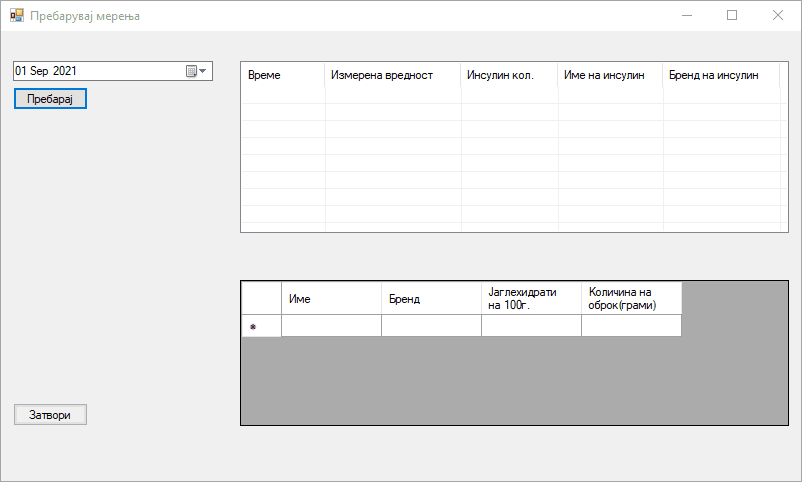 Пребарувај мерења
01 Sep 2021
Пребарај
Време Измерена вредност Инсулин кол. Име на инсулин Бренд на инсулин
Име Бренд Јаглехидрати на 100г. Количина на оброк(грами)
Затвори